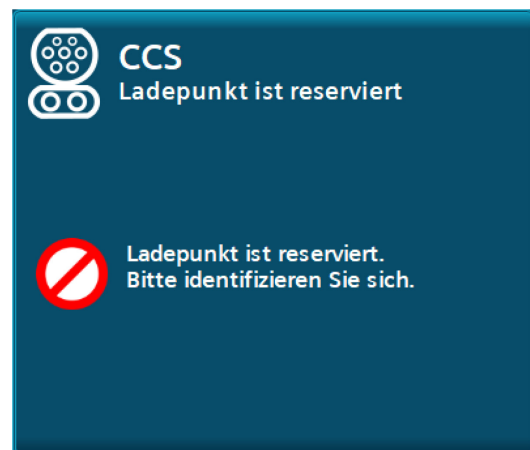 CCS
Ladepunkt ist reserviert
Ladepunkt ist reserviert.
Bitte identifizieren Sie sich.